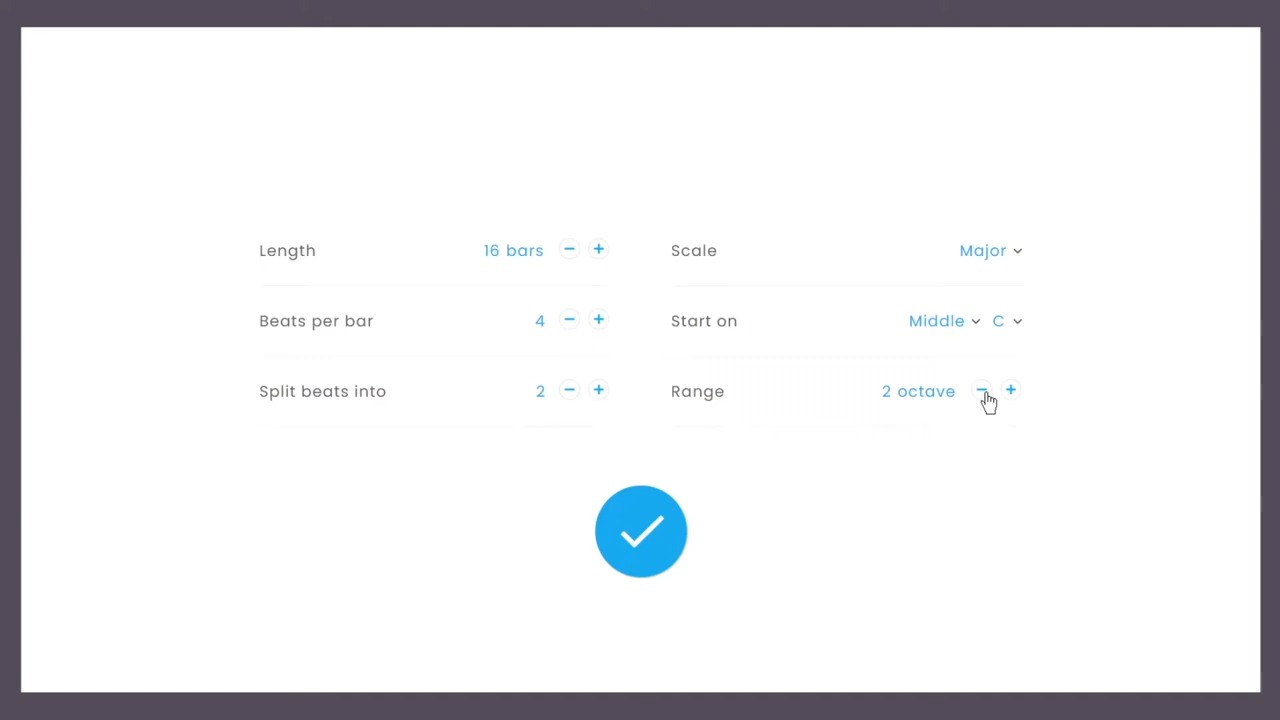 Length 16 bars − +
Scale Major
Beats per bar 4 − +
Start on Middle C
Split beats into 2 − +
Range 2 octave − +